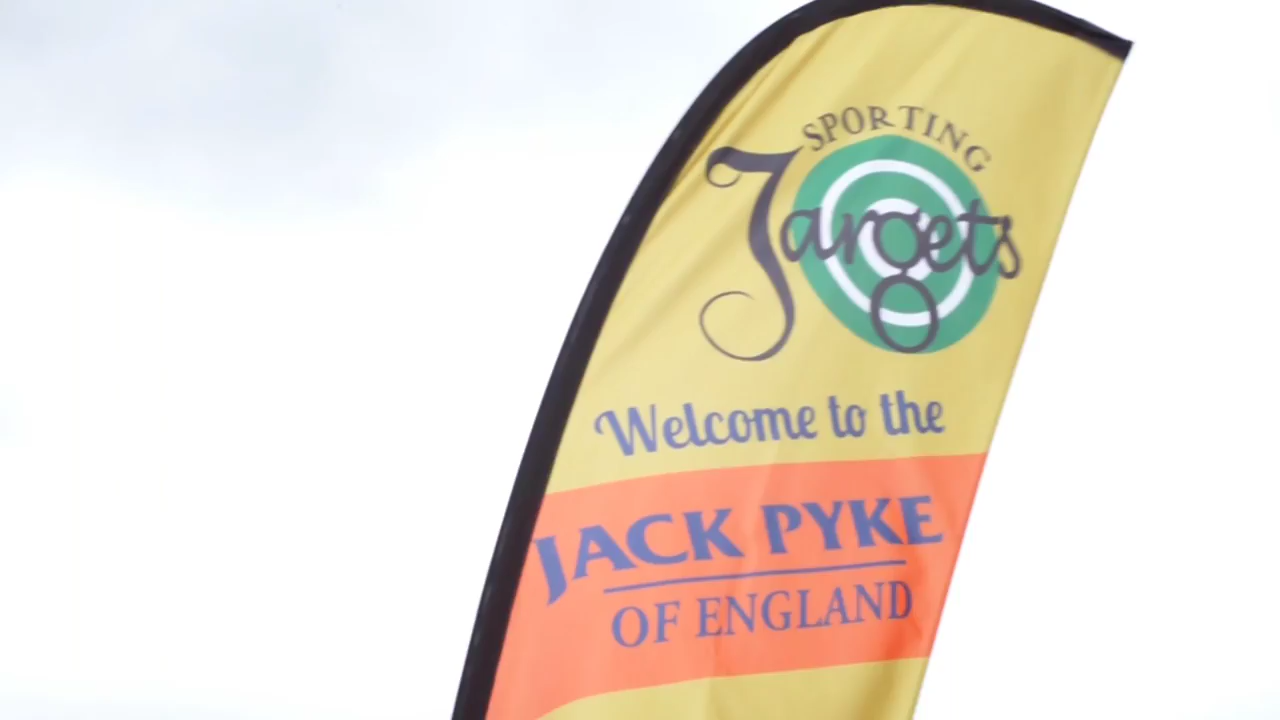 SPORTING
Targets
Welcome to the
JACK PYKE
OF ENGLAND